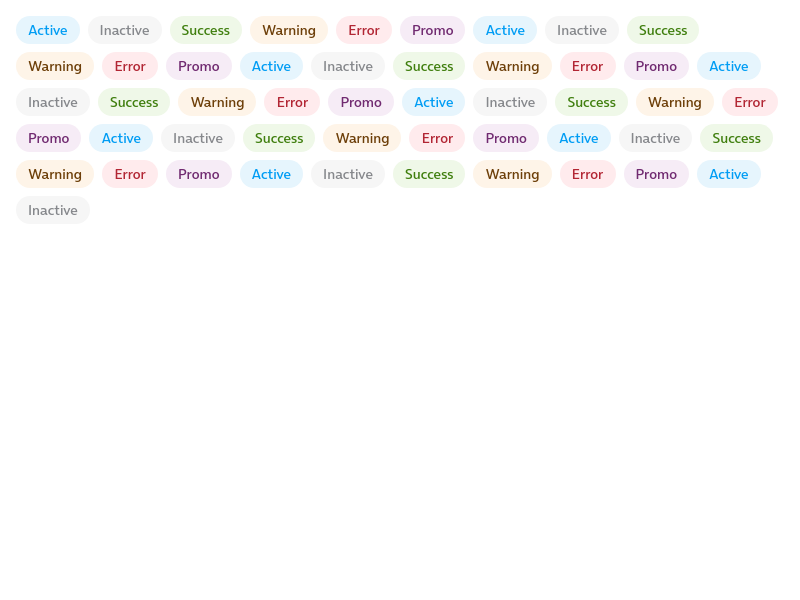 Active Inactive Success Warning Error Promo Active Inactive Success
Warning Error Promo Active Inactive Success Warning Error Promo Active
Inactive Success Warning Error Promo Active Inactive Success Warning Error
Promo Active Inactive Success Warning Error Promo Active Inactive Success
Warning Error Promo Active Inactive Success Warning Error Promo Active
Inactive